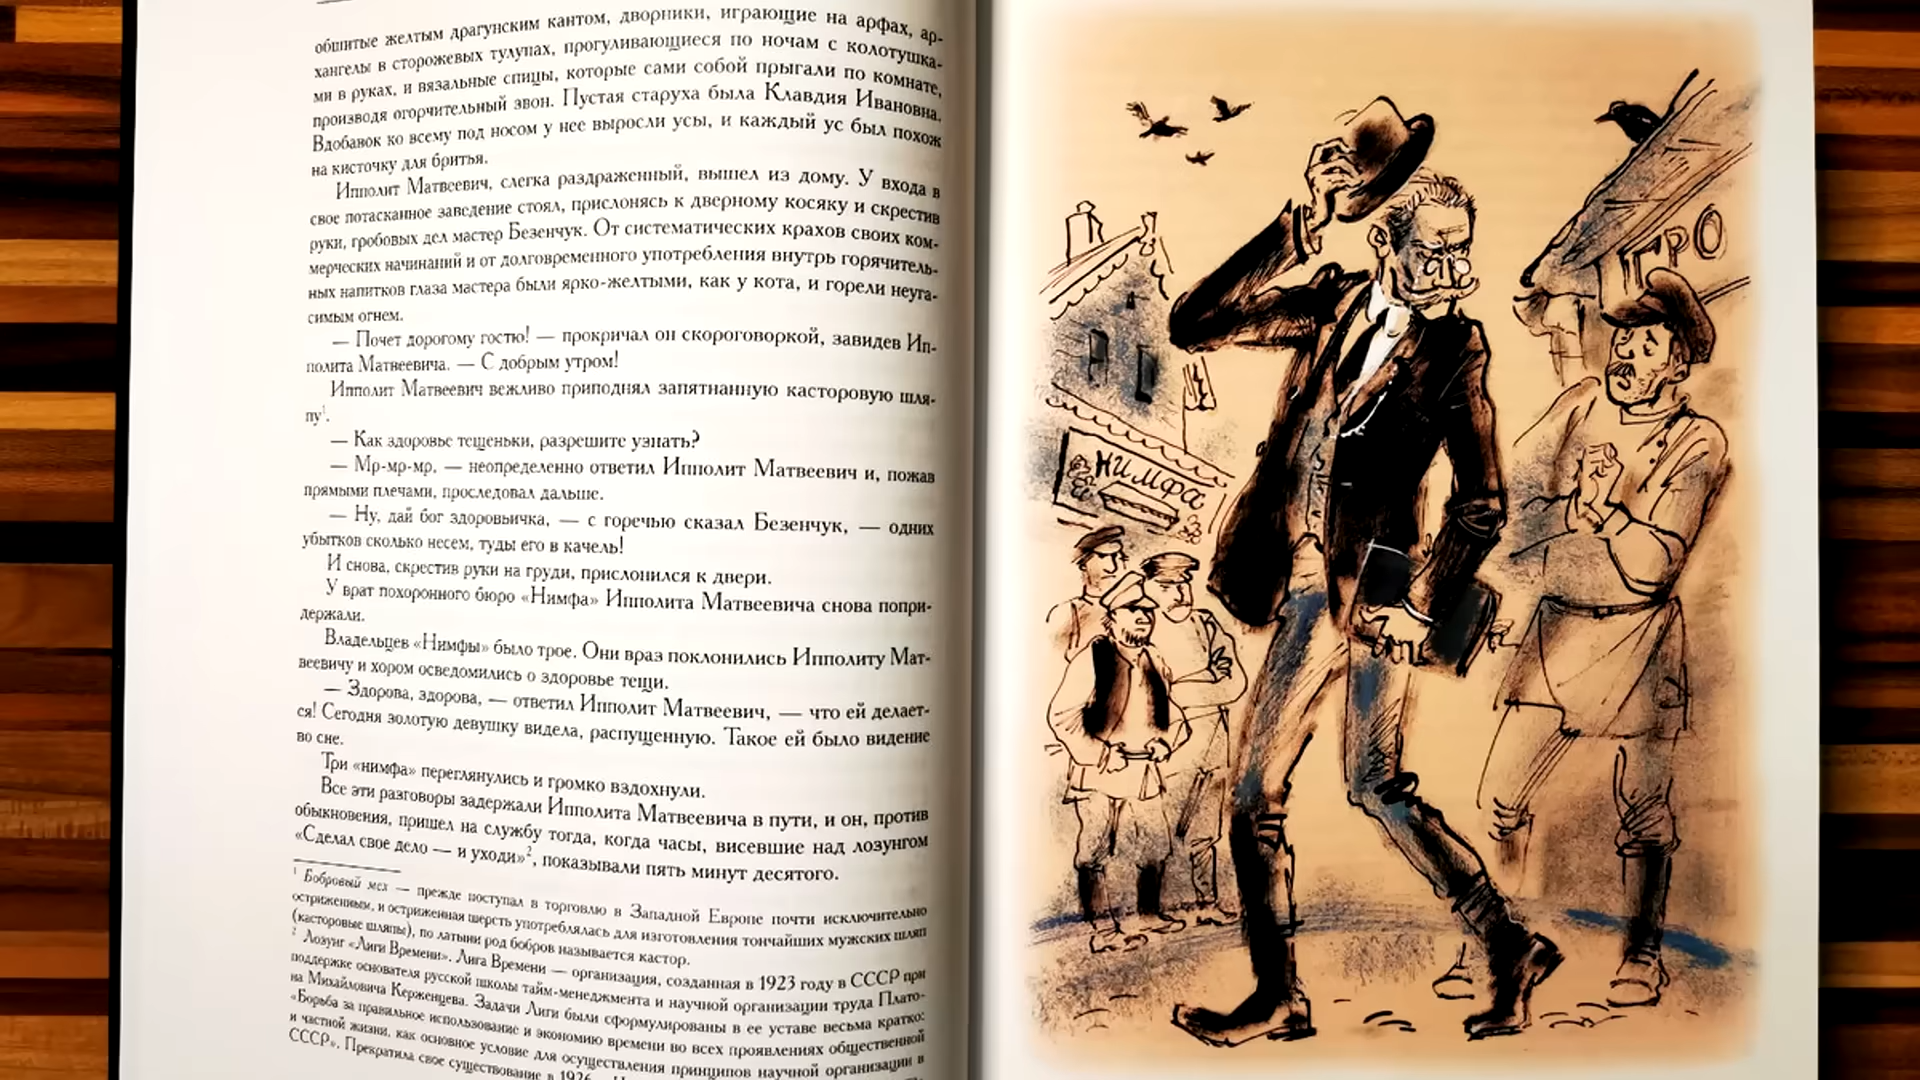 обшитые желтым драгунским кантом, дворники, играющие на арфах, ар-
хангелы в сторожевых тулупах, прогуливающиеся по ночам с колотушка-
ми в руках, и вязальные спицы, которые сами собой прыгали по комнате,
производя огорчительный звон. Пустая старуха была Клавдия Ивановна.
Вдобавок ко всему под носом у нее выросли усы, и каждый ус был похож
на кисточку для бритья.
Ипполит Матвеевич, слегка раздраженный, вышел из дому. У входа в
свое потасканное заведение стоял, прислонясь к дверному косяку и скрестив
руки, гробовых дел мастер Безенчук. От систематических крахов своих ком-
мерческих начинаний и от долговременного употребления внутрь горячитель-
ных напитков глаза мастера были ярко-желтыми, как у кота, и горели неуга-
симым огнем.
— Почет дорогому гостю! — прокричал он скороговоркой, завидев Ип-
полита Матвеевича. — С добрым утром!
Ипполит Матвеевич вежливо приподнял запятнанную касторовую шля-
пу¹.
— Как здоровье тещеньки, разрешите узнать?
— Мр-мр-мр, — неопределенно ответил Ипполит Матвеевич и, пожав
прямыми плечами, проследовал дальше.
— Ну, дай бог здоровьичка, — с горечью сказал Безенчук, — одних
убытков сколько несем, туды его в качель!
И снова, скрестив руки на груди, прислонился к двери.
У врат похоронного бюро «Нимфа» Ипполита Матвеевича снова попри-
держали.
Владельцев «Нимфы» было трое. Они враз поклонились Ипполиту Мат-
веевичу и хором осведомились о здоровье тещи.
— Здорова, здорова, — ответил Ипполит Матвеевич, — что ей делает-
ся! Сегодня золотую девушку видела, распущенную. Такое ей было видение
во сне.
Три «нимфа» переглянулись и громко вздохнули.
Все эти разговоры задержали Ипполита Матвеевича в пути, и он, против
обыкновения, пришел на службу тогда, когда часы, висевшие над лозунгом
«Сделал свое дело — и уходи»², показывали пять минут десятого.
¹ Бобровый мех — прежде поступал в торговлю в Западной Европе почти исключительно
остриженным, и остриженная шерсть употреблялась для изготовления тончайших мужских шляп
(касторовые шляпы), по латыни род бобров называется кастор.
² Лозунг «Лиги Времени». Лига Времени — организация, созданная в 1923 году в СССР при
поддержке основателя русской школы тайм-менеджмента и научной организации труда Плато-
на Михайловича Керженцева. Задачи Лиги были сформулированы в ее уставе весьма кратко:
«Борьба за правильное использование и экономию времени во всех проявлениях общественной
и частной жизни, как основное условие для осуществления принципов научной организации в
СССР». Прекратила свое существование в 1926
НИМФА
ГРО